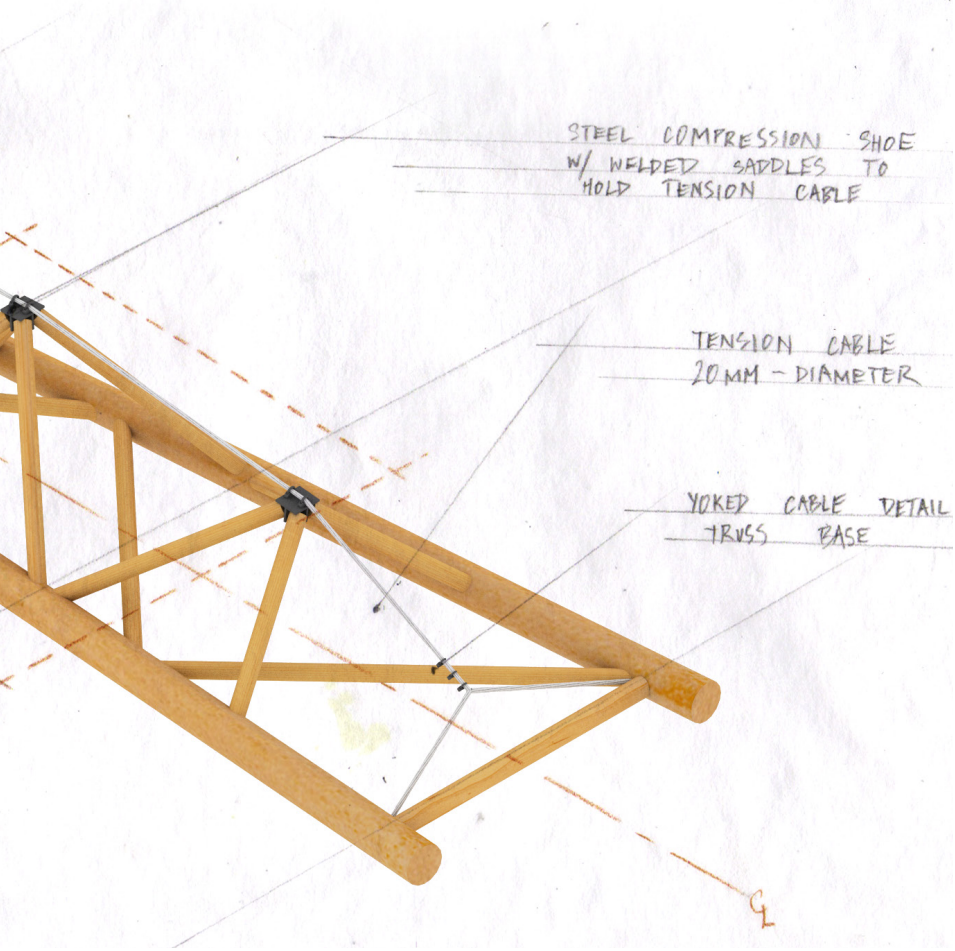 STEEL COMPRESSION SHOE
W/ WELDED SADDLES TO
HOLD TENSION CABLE
TENSION CABLE
20MM - DIAMETER
YOKED CABLE DETAIL
TRUSS BASE
CL